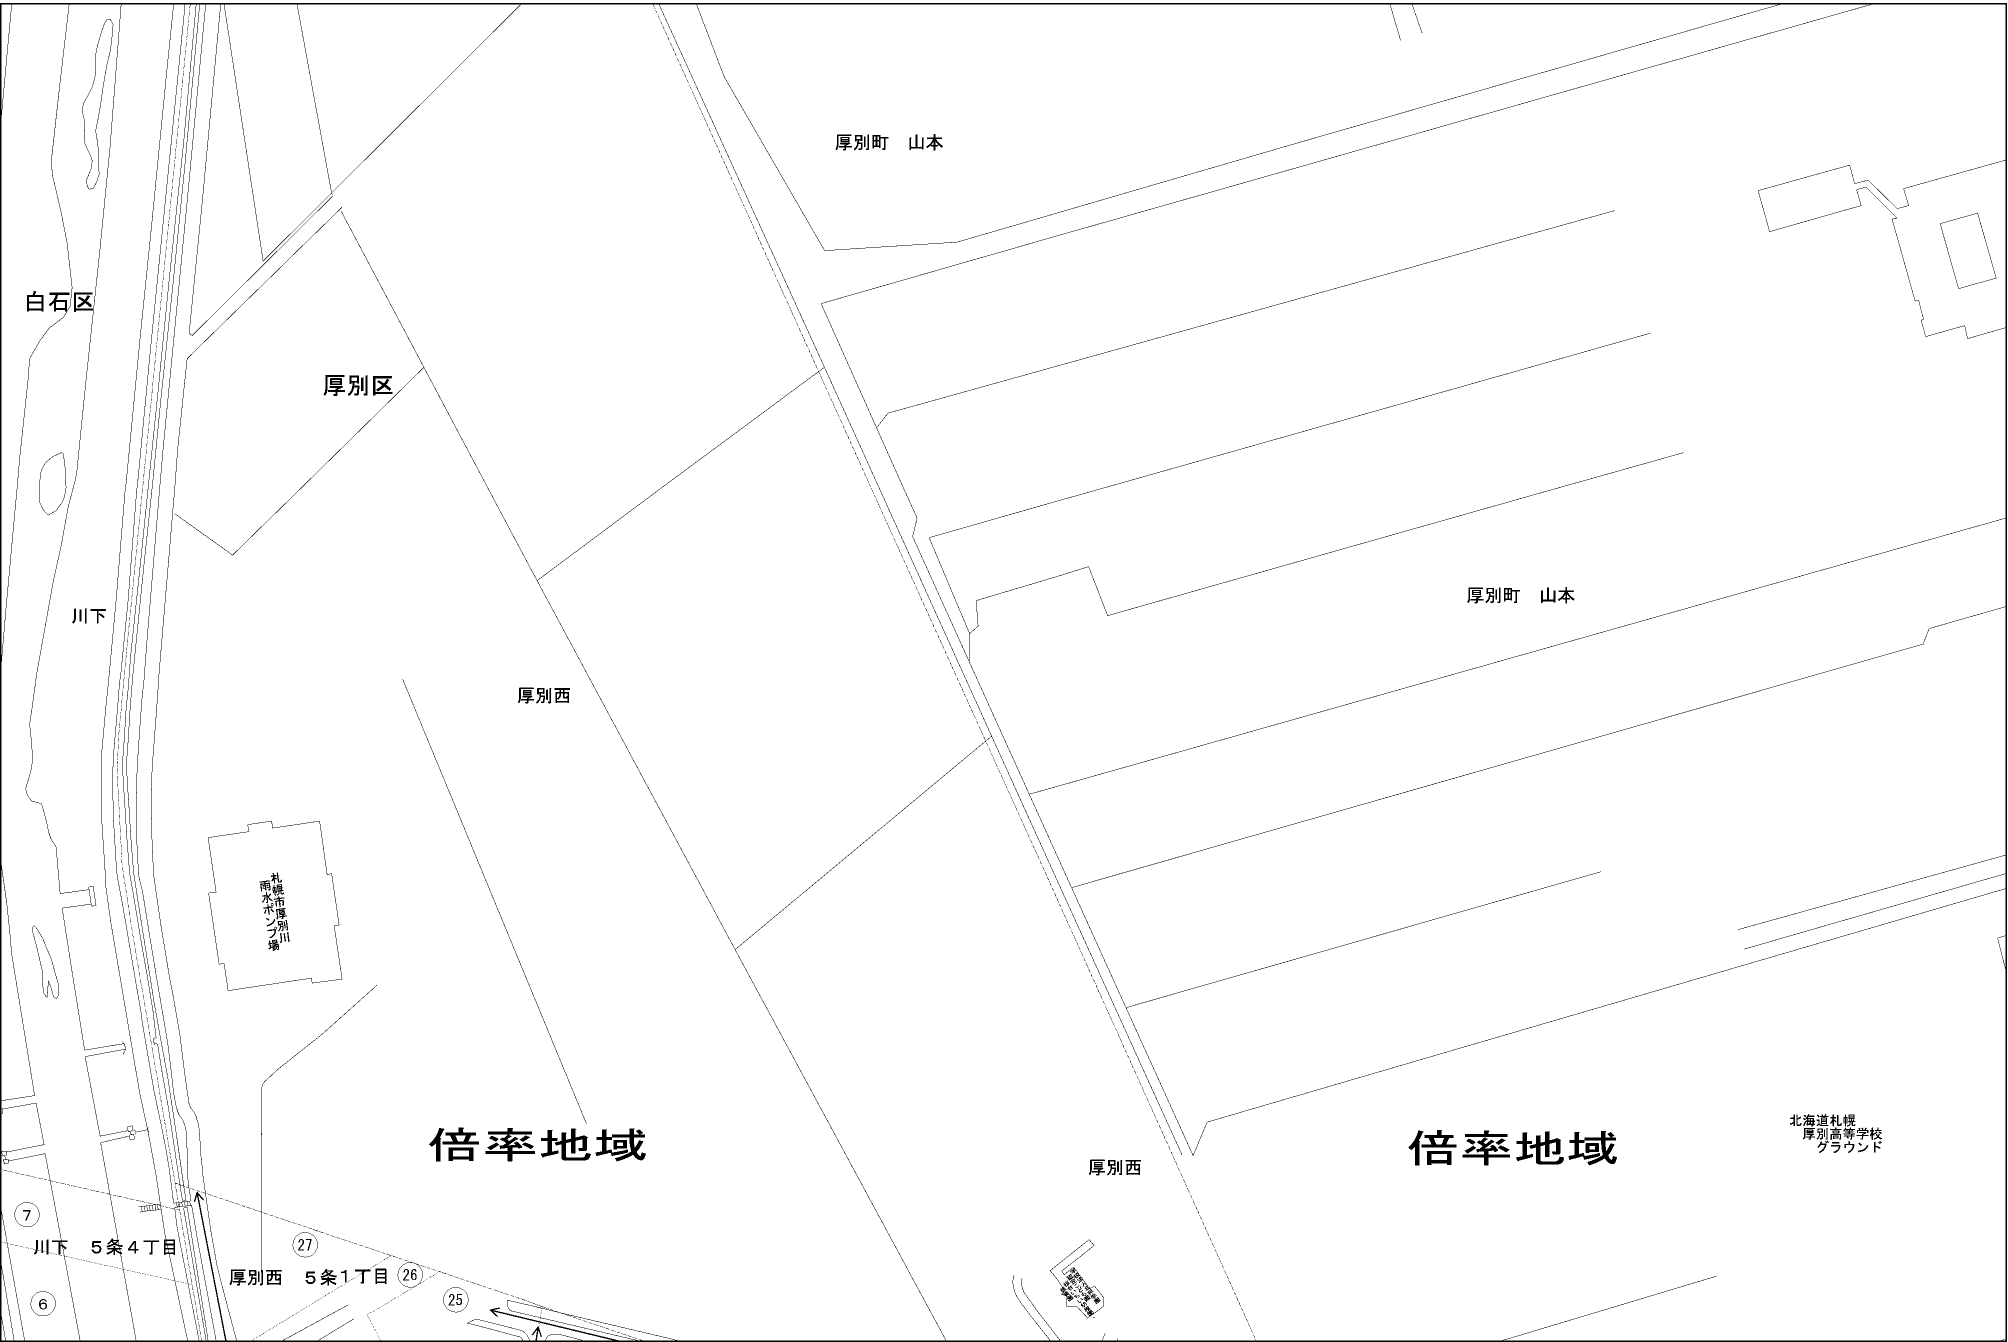 厚別町　山本
白石区
厚別区
厚別町　山本
川下
厚別西
札幌市厚別川
雨水ポンプ場
倍率地域
倍率地域
北海道札幌
厚別高等学校
グラウンド
厚別西
7
27
川下　５条４丁目
厚別西　５条１丁目
26
25
6